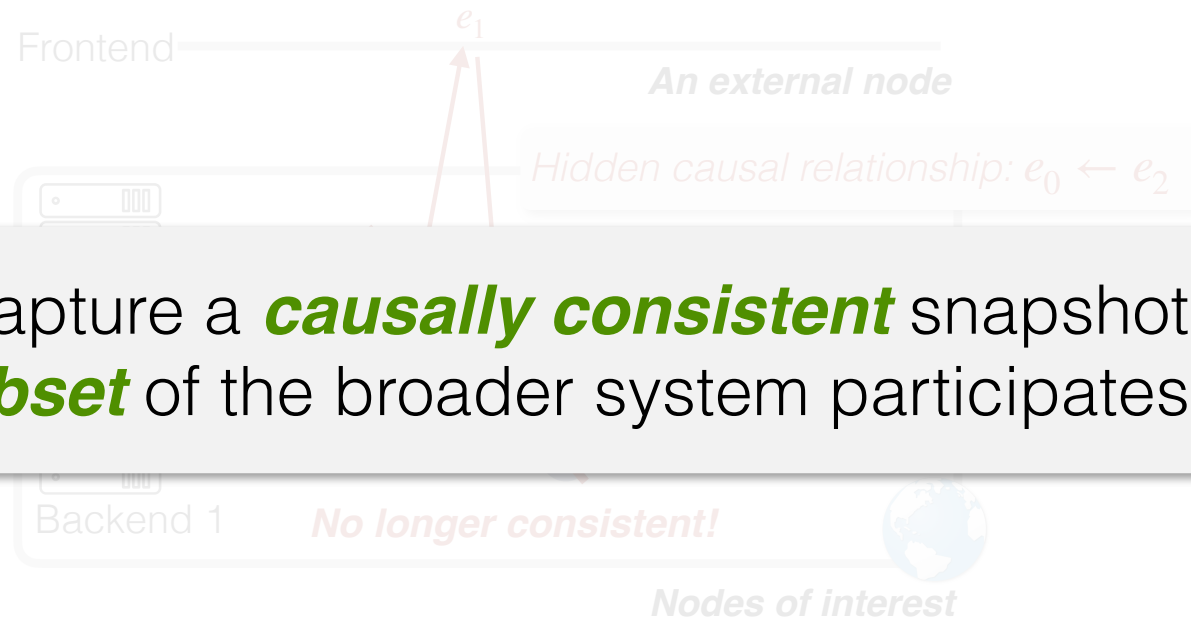 e1
Frontend
An external node
Hidden causal relationship: e0 ← e2
apture a causally consistent snapshot
bset of the broader system participates
Backend 1
No longer consistent!
Nodes of interest